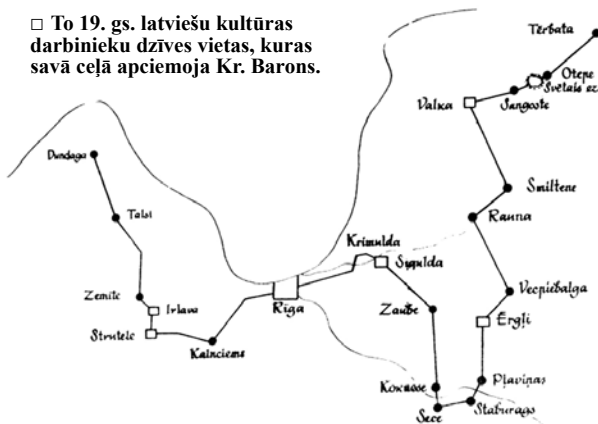 □ To 19. gs. latviešu kultūras
darbinieku dzīves vietas, kuras
savā ceļā apciemoja Kr. Barons.
Tērbata
Otepe
Svētais ez.
Sangaste
Valka
Dundaga
Smiltene
Talsi
Rauna
Krimulda
Sigulda
Zemīte
Irlava
Rīga
Vecpiebalga
Zaube
Ērgļi
Strutele
Kalnciems
Koknese
Pļaviņas
Sece
Staburags